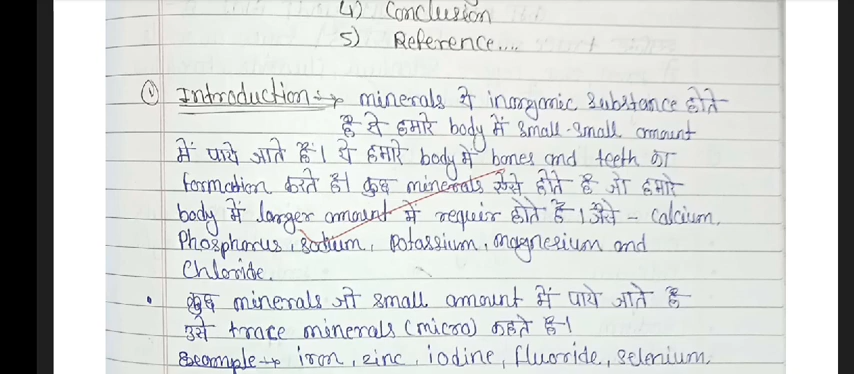 4) Conclusion
5) Reference....
① Introduction :→ minerals ये inorganic substance होते
है ये हमारे body में small-small amount
में पाये जाते है। ये हमारे body में bones and teeth का
formation करते है। कुछ minerals ऐसे होते है जो हमारे
body में larger amount में requir होते है। जैसे - Calcium,
Phosphorus, sodium, potassium, magnesium and
Chloride.
• कुछ minerals जो small amount में पाये जाते है
उसे trace minerals (micro) कहते है।
Example → iron, zinc, iodine, fluoride, selenium.